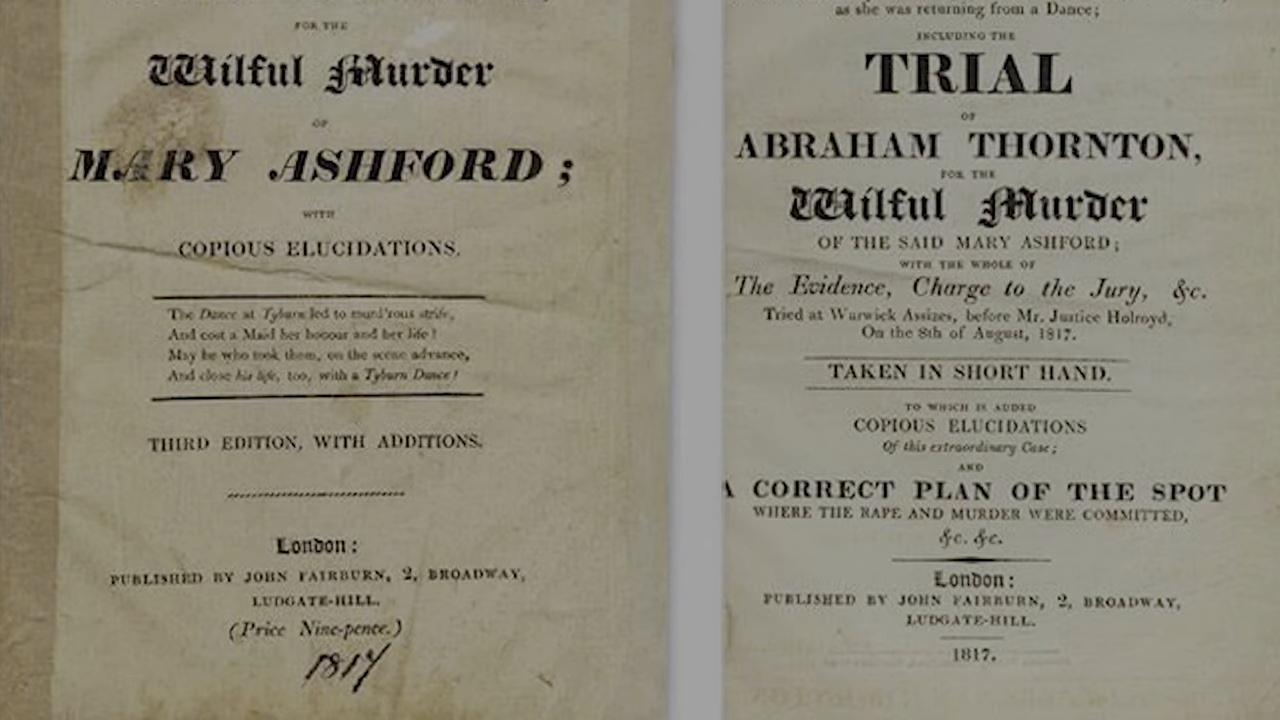 FOR THE
Wilful Murder
OF
MARY ASHFORD;
WITH
COPIOUS ELUCIDATIONS.
The Dance at Tyburn led to murd'rous strife,
And cost a Maid her honour and her life!
May he who took them, on the scene advance,
And close his life, too, with a Tyburn Dance!
THIRD EDITION, WITH ADDITIONS.
London:
PUBLISHED BY JOHN FAIRBURN, 2, BROADWAY,
LUDGATE-HILL.
(Price Nine-pence.)
1817
as she was returning from a Dance;
INCLUDING THE
TRIAL
OF
ABRAHAM THORNTON,
FOR THE
Wilful Murder
OF THE SAID MARY ASHFORD;
WITH THE WHOLE OF
The Evidence, Charge to the Jury, &c.
Tried at Warwick Assizes, before Mr. Justice Holroyd,
On the 8th of August, 1817.
TAKEN IN SHORT HAND.
TO WHICH IS ADDED
COPIOUS ELUCIDATIONS
Of this extraordinary Case;
AND
A CORRECT PLAN OF THE SPOT
WHERE THE RAPE AND MURDER WERE COMMITTED,
&c. &c.
London:
PUBLISHED BY JOHN FAIRBURN, 2, BROADWAY,
LUDGATE-HILL.
1817.